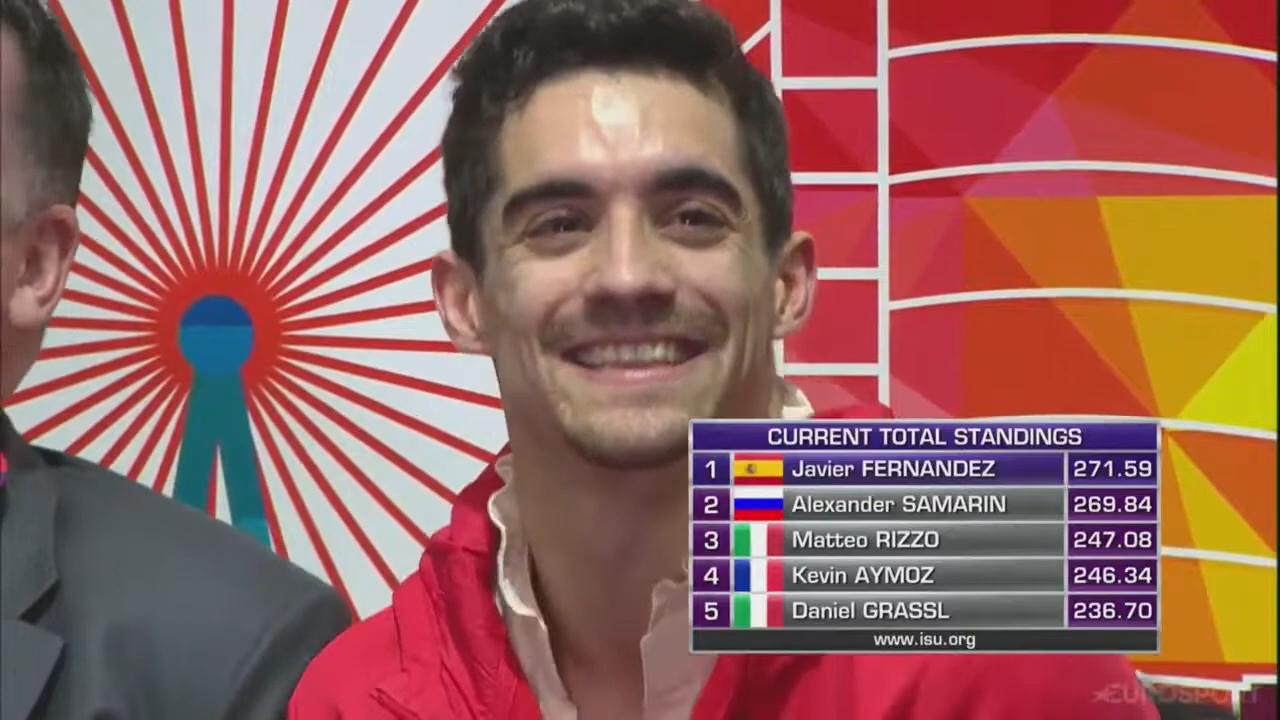 CURRENT TOTAL STANDINGS
1 Javier FERNANDEZ 271.59
2 Alexander SAMARIN 269.84
3 Matteo RIZZO 247.08
4 Kevin AYMOZ 246.34
5 Daniel GRASSL 236.70
www.isu.org
EUROSPORT